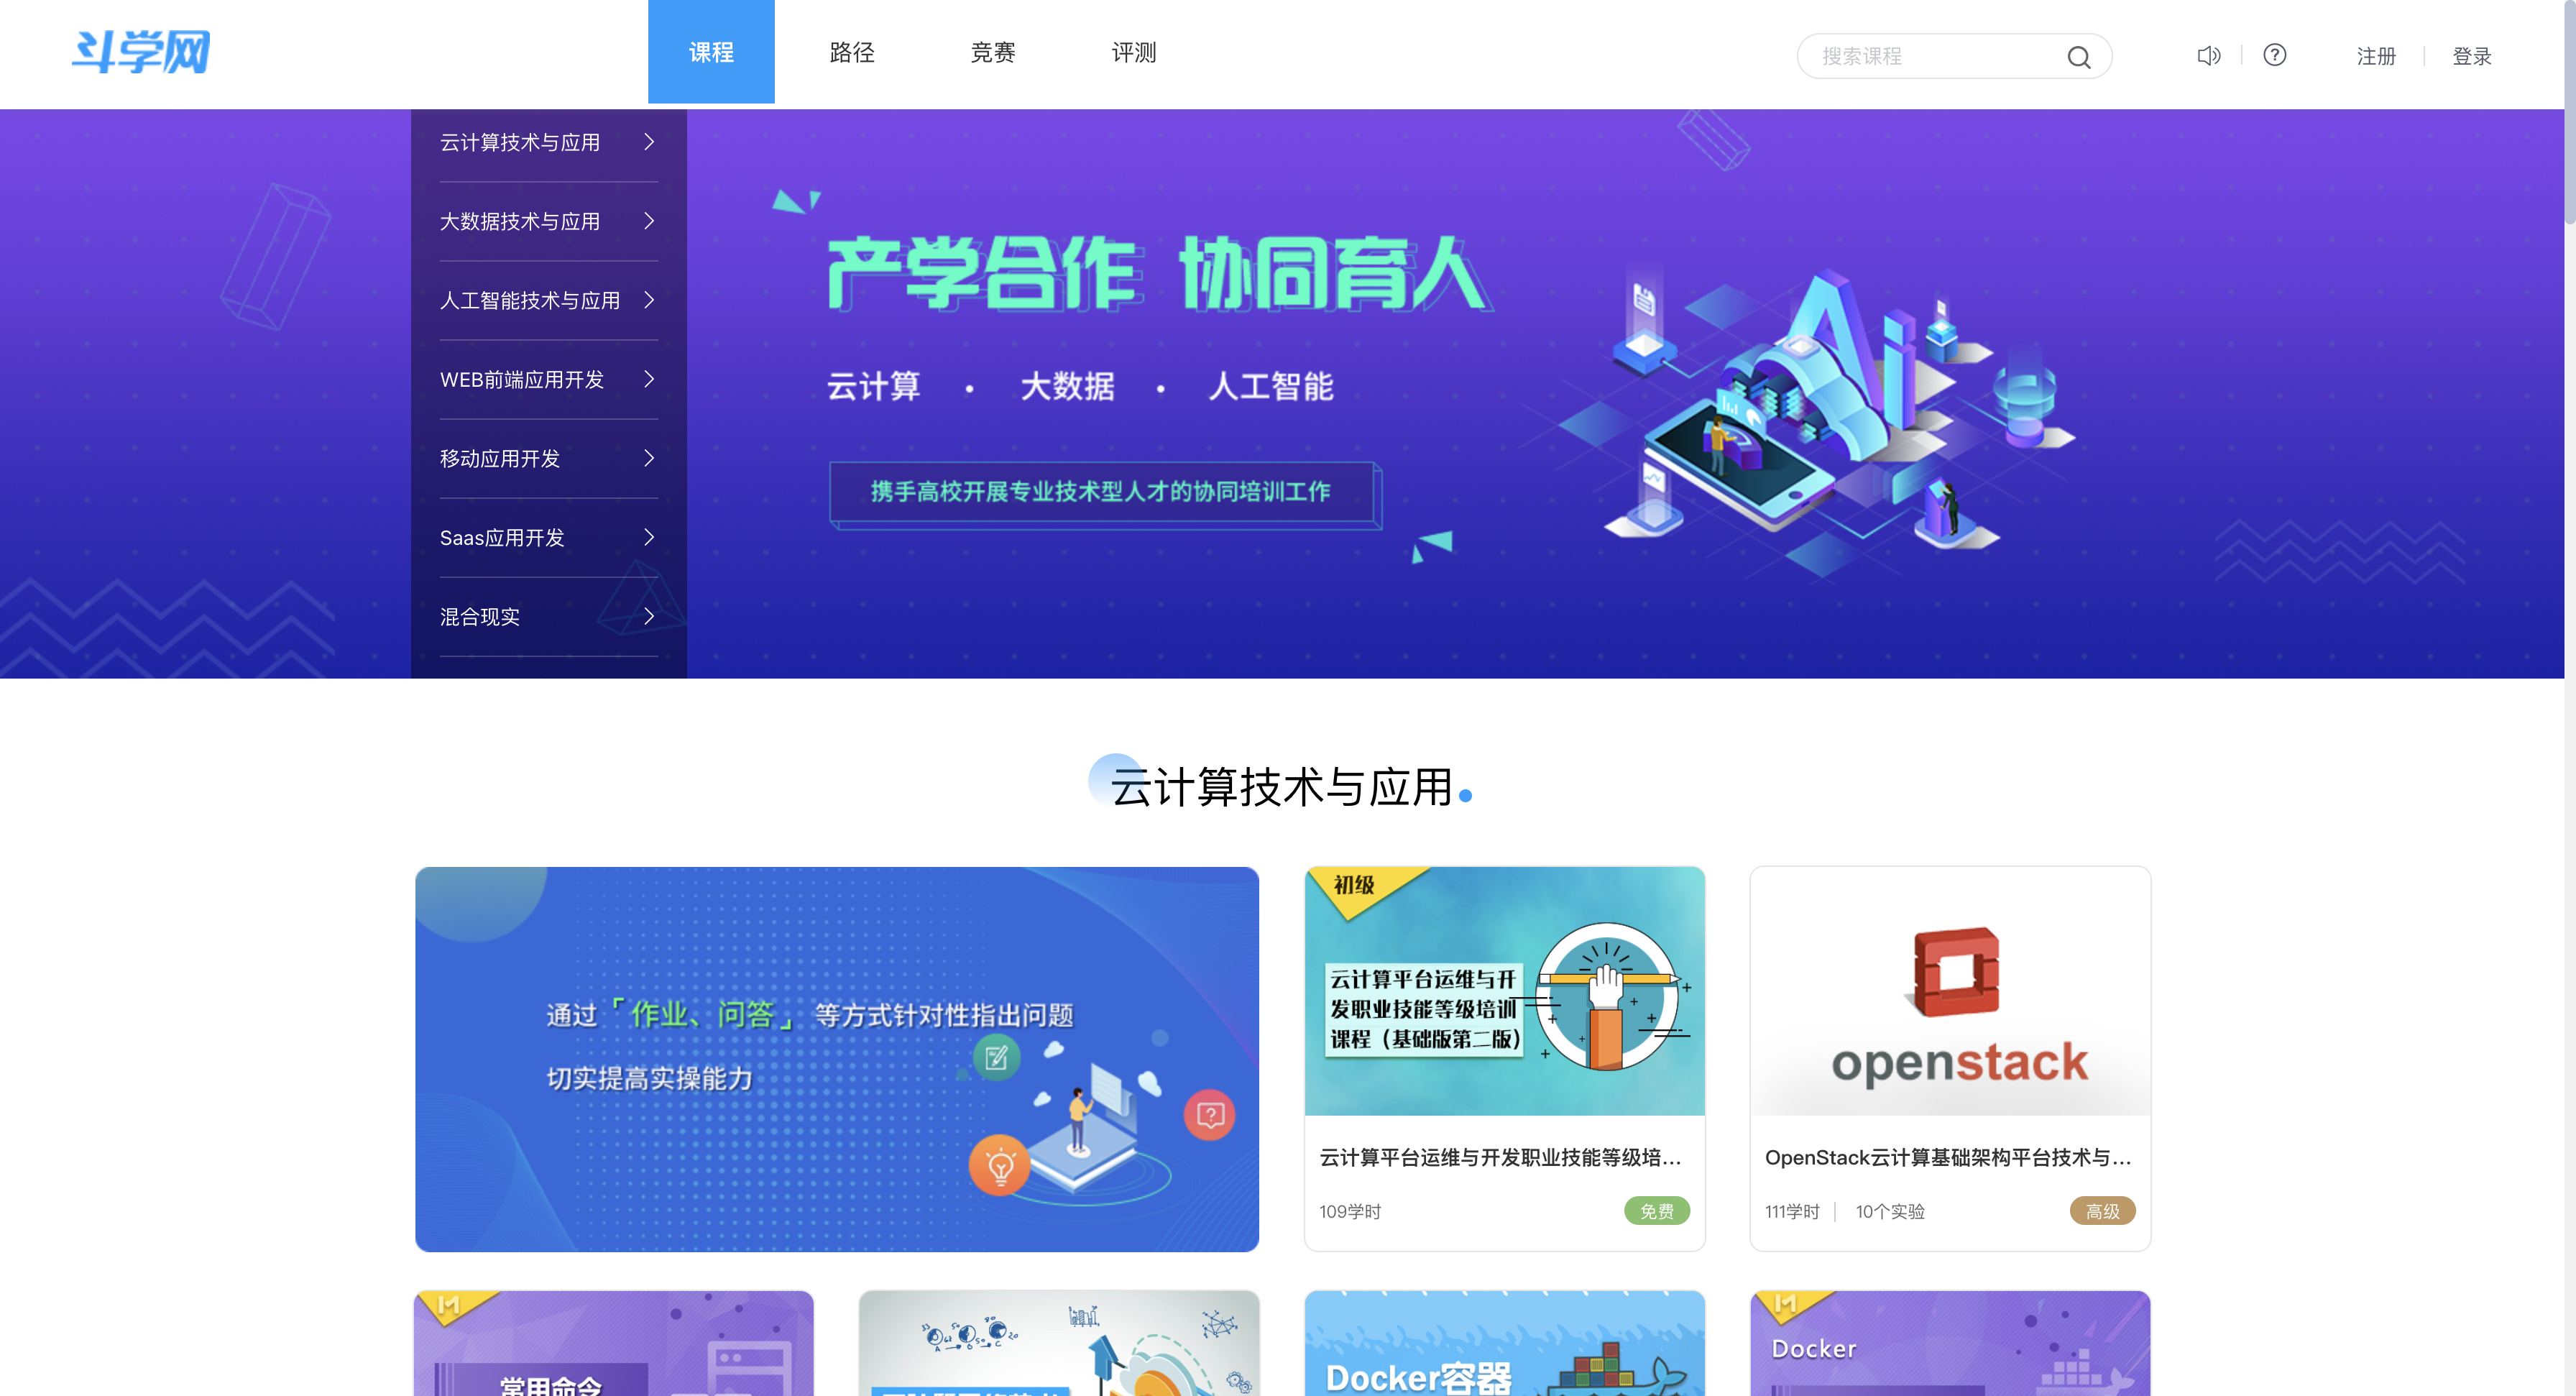 斗学网
课程
路径
竞赛
评测
搜索课程
注册
登录
云计算技术与应用
大数据技术与应用
人工智能技术与应用
WEB前端应用开发
移动应用开发
Saas应用开发
混合现实
产学合作 协同育人
云计算 · 大数据 · 人工智能
携手高校开展专业技术型人才的协同培训工作
Ai
云计算技术与应用
通过「作业、问答」等方式针对性指出问题
切实提高实操能力
初级
云计算平台运维与开
发职业技能等级培训
课程（基础版第二版）
云计算平台运维与开发职业技能等级培...
109学时
免费
openstack
OpenStack云计算基础架构平台技术与...
111学时
10个实验
高级
常用命令
Docker容器
Docker